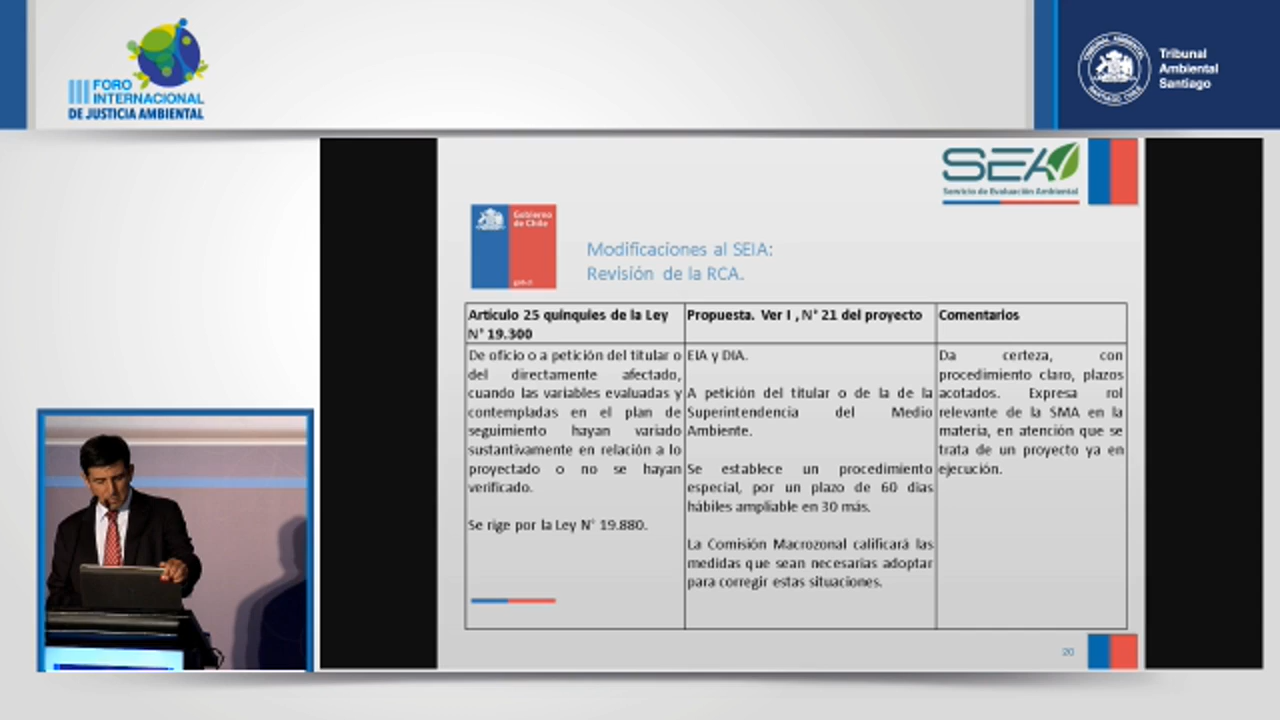 III FORO
INTERNACIONAL
DE JUSTICIA AMBIENTAL
TRIBUNAL AMBIENTAL
SANTIAGO CHILE
Tribunal
Ambiental
Santiago
SEA
Servicio de Evaluación Ambiental
Gobierno
de Chile
Modificaciones al SEIA:
Revisión de la RCA.
Artículo 25 quinquies de la Ley
N° 19.300
De oficio o a petición del titular o
del directamente afectado,
cuando las variables evaluadas y
contempladas en el plan de
seguimiento hayan variado
sustantivamente en relación a lo
proyectado o no se hayan
verificado.
Se rige por la Ley N° 19.880.
Propuesta. Ver I , N° 21 del proyecto
EIA y DIA.
A petición del titular o de la de la
Superintendencia del Medio
Ambiente.
Se establece un procedimiento
especial, por un plazo de 60 dias
hábiles ampliable en 30 más.
La Comisión Macrozonal calificará las
medidas que sean necesarias adoptar
para corregir estas situaciones.
Comentarios
Da certeza, con
procedimiento claro, plazos
acotados. Expresa rol
relevante de la SMA en la
materia, en atención que se
trata de un proyecto ya en
ejecución.
20